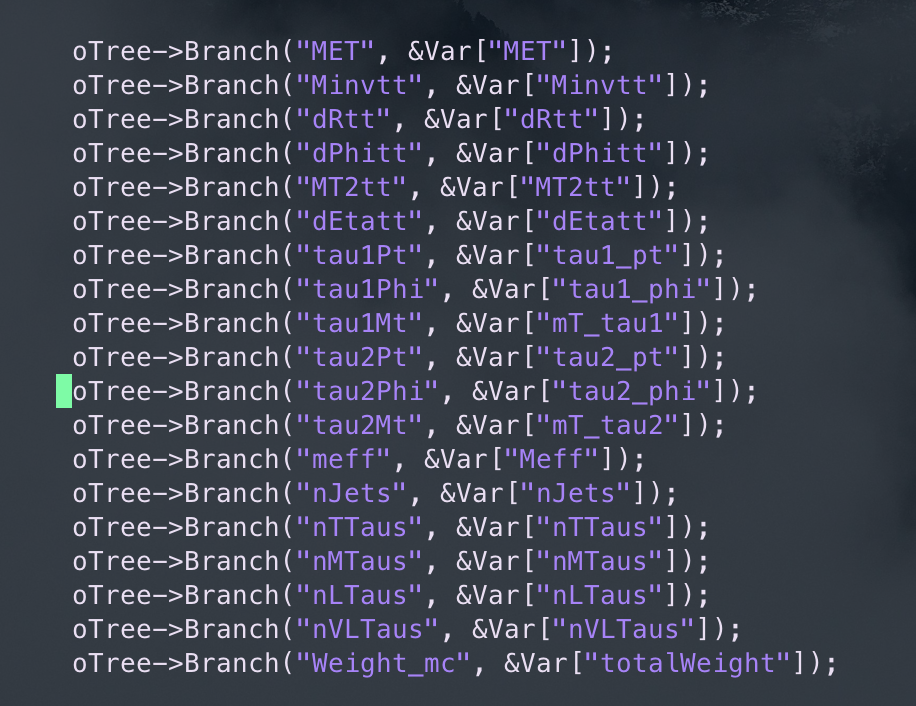 oTree->Branch("MET", &Var["MET"]);
oTree->Branch("Minvtt", &Var["Minvtt"]);
oTree->Branch("dRtt", &Var["dRtt"]);
oTree->Branch("dPhitt", &Var["dPhitt"]);
oTree->Branch("MT2tt", &Var["MT2tt"]);
oTree->Branch("dEtatt", &Var["dEtatt"]);
oTree->Branch("tau1Pt", &Var["tau1_pt"]);
oTree->Branch("tau1Phi", &Var["tau1_phi"]);
oTree->Branch("tau1Mt", &Var["mT_tau1"]);
oTree->Branch("tau2Pt", &Var["tau2_pt"]);
oTree->Branch("tau2Phi", &Var["tau2_phi"]);
oTree->Branch("tau2Mt", &Var["mT_tau2"]);
oTree->Branch("meff", &Var["Meff"]);
oTree->Branch("nJets", &Var["nJets"]);
oTree->Branch("nTTaus", &Var["nTTaus"]);
oTree->Branch("nMTaus", &Var["nMTaus"]);
oTree->Branch("nLTaus", &Var["nLTaus"]);
oTree->Branch("nVLTaus", &Var["nVLTaus"]);
oTree->Branch("Weight_mc", &Var["totalWeight"]);